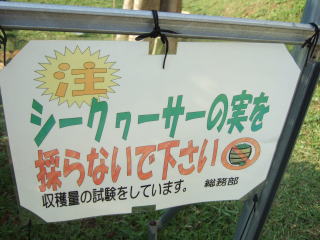 注
シークヮーサーの実を
採らないで下さい
収穫量の試験をしています。 総務部